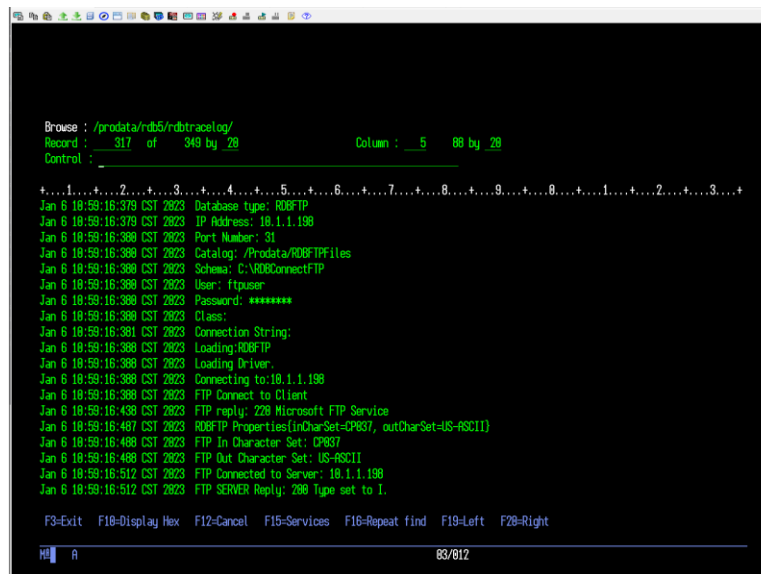 Browse : /prodata/rdb5/rdbtracelog/
Record : 317 of 349 by 20 Column : 5 80 by 20
Control : _
+...1...+...2...+...3...+...4...+...5...+...6...+...7...+...8...+...9...+...0...+...1...+...2...+...3...+
Jan 6 10:59:16:379 CST 2023 Database type: RDBFTP
Jan 6 10:59:16:379 CST 2023 IP Address: 10.1.1.198
Jan 6 10:59:16:380 CST 2023 Port Number: 31
Jan 6 10:59:16:380 CST 2023 Catalog: /Prodata/RDBFTPFiles
Jan 6 10:59:16:380 CST 2023 Schema: C:\RDBConnectFTP
Jan 6 10:59:16:380 CST 2023 User: ftpuser
Jan 6 10:59:16:380 CST 2023 Password: ********
Jan 6 10:59:16:380 CST 2023 Class:
Jan 6 10:59:16:381 CST 2023 Connection String:
Jan 6 10:59:16:388 CST 2023 Loading:RDBFTP
Jan 6 10:59:16:388 CST 2023 Loading Driver.
Jan 6 10:59:16:388 CST 2023 Connecting to:10.1.1.198
Jan 6 10:59:16:388 CST 2023 FTP Connect to Client
Jan 6 10:59:16:438 CST 2023 FTP reply: 220 Microsoft FTP Service
Jan 6 10:59:16:487 CST 2023 RDBFTP Properties{inCharSet=CP037, outCharSet=US-ASCII}
Jan 6 10:59:16:488 CST 2023 FTP In Character Set: CP037
Jan 6 10:59:16:488 CST 2023 FTP Out Character Set: US-ASCII
Jan 6 10:59:16:512 CST 2023 FTP Connected to Server: 10.1.1.198
Jan 6 10:59:16:512 CST 2023 FTP SERVER Reply: 200 Type set to I.
F3=Exit F10=Display Hex F12=Cancel F15=Services F16=Repeat find F19=Left F20=Right
A 03/012